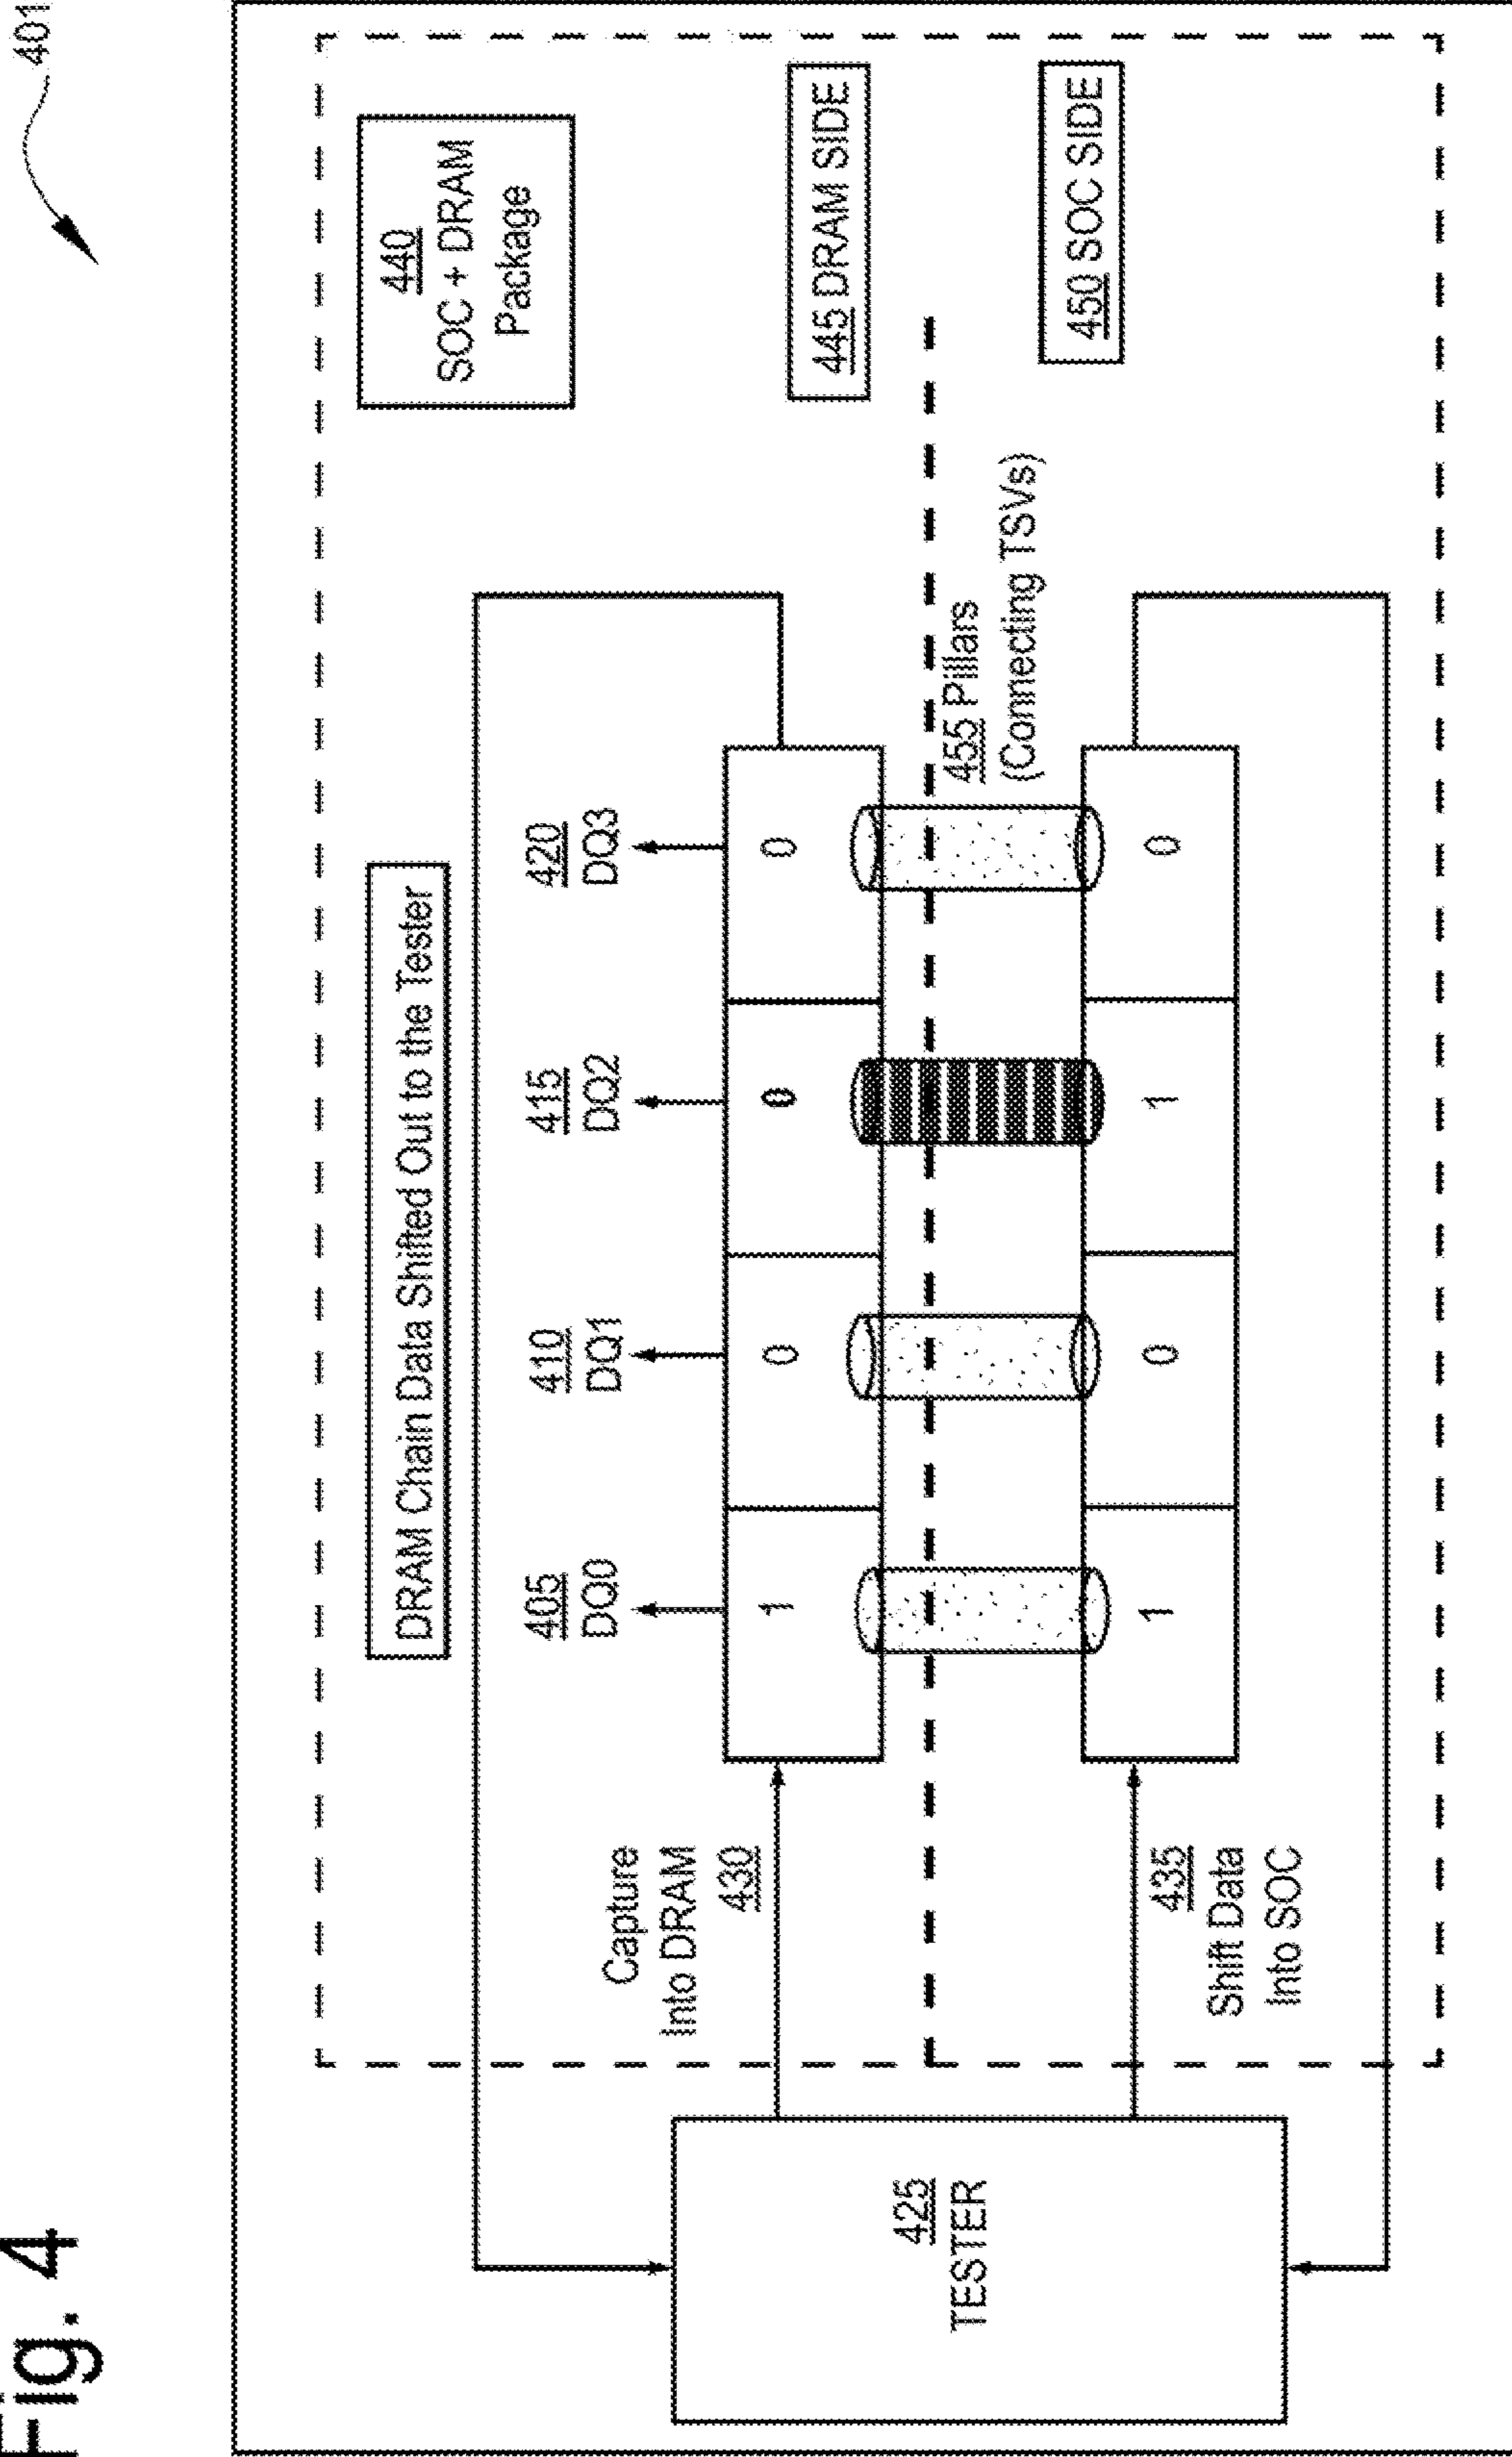 Fig. 4
401
440
SOC + DRAM
Package
DRAM Chain Data Shifted Out to the Tester
405
DQ0
410
DQ1
415
DQ2
420
DQ3
445 DRAM SIDE
Capture
Into DRAM
430
1
0
0
0
455 Pillars
(Connecting TSVs)
425
TESTER
450 SOC SIDE
1
0
1
0
435
Shift Data
Into SOC